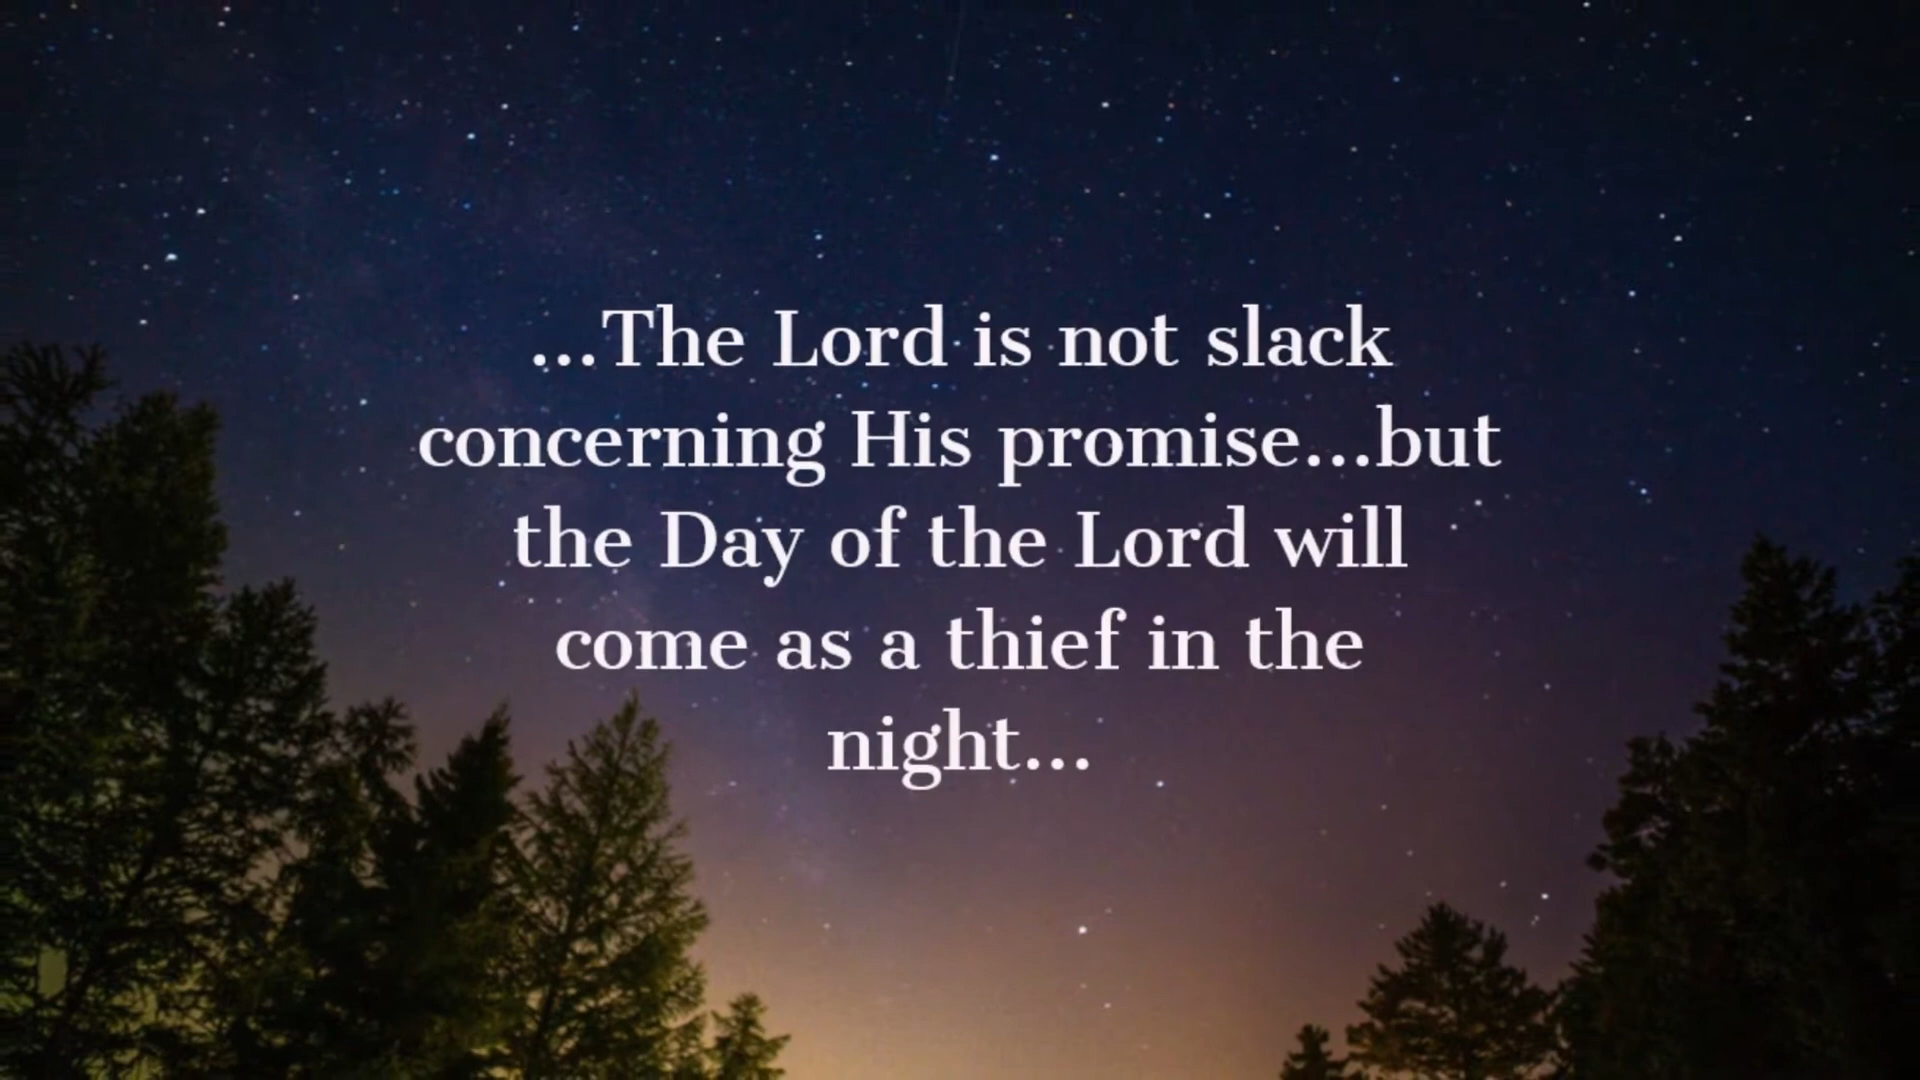 ...The Lord is not slack
concerning His promise...but
the Day of the Lord will
come as a thief in the
night...